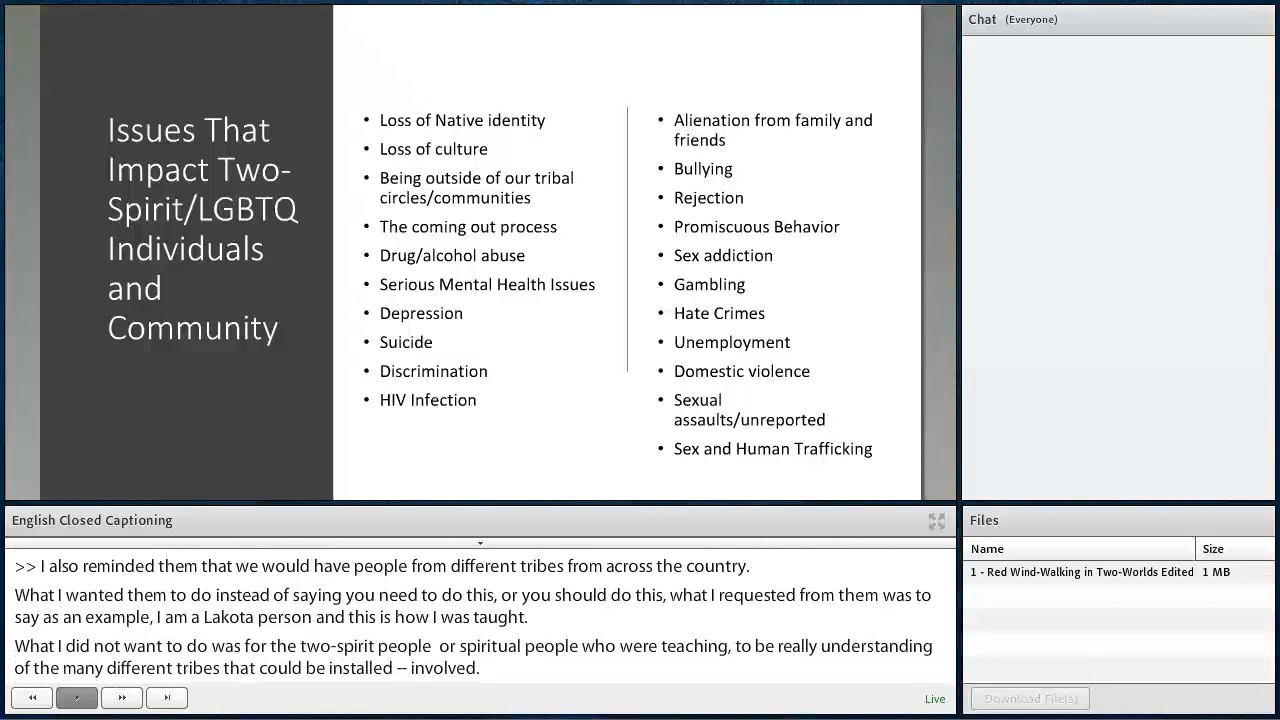 Issues That
Impact Two-
Spirit/LGBTQ
Individuals
and
Community
• Loss of Native identity
• Loss of culture
• Being outside of our tribal
circles/communities
• The coming out process
• Drug/alcohol abuse
• Serious Mental Health Issues
• Depression
• Suicide
• Discrimination
• HIV Infection
• Alienation from family and
friends
• Bullying
• Rejection
• Promiscuous Behavior
• Sex addiction
• Gambling
• Hate Crimes
• Unemployment
• Domestic violence
• Sexual
assaults/unreported
• Sex and Human Trafficking
Chat (Everyone)
English Closed Captioning
>> I also reminded them that we would have people from different tribes from across the country.
What I wanted them to do instead of saying you need to do this, or you should do this, what I requested from them was to
say as an example, I am a Lakota person and this is how I was taught.
What I did not want to do was for the two-spirit people or spiritual people who were teaching, to be really understanding
of the many different tribes that could be installed -- involved.
Live
Files
Name Size
1 - Red Wind-Walking in Two-Worlds Edited 1 MB
Download File(s)